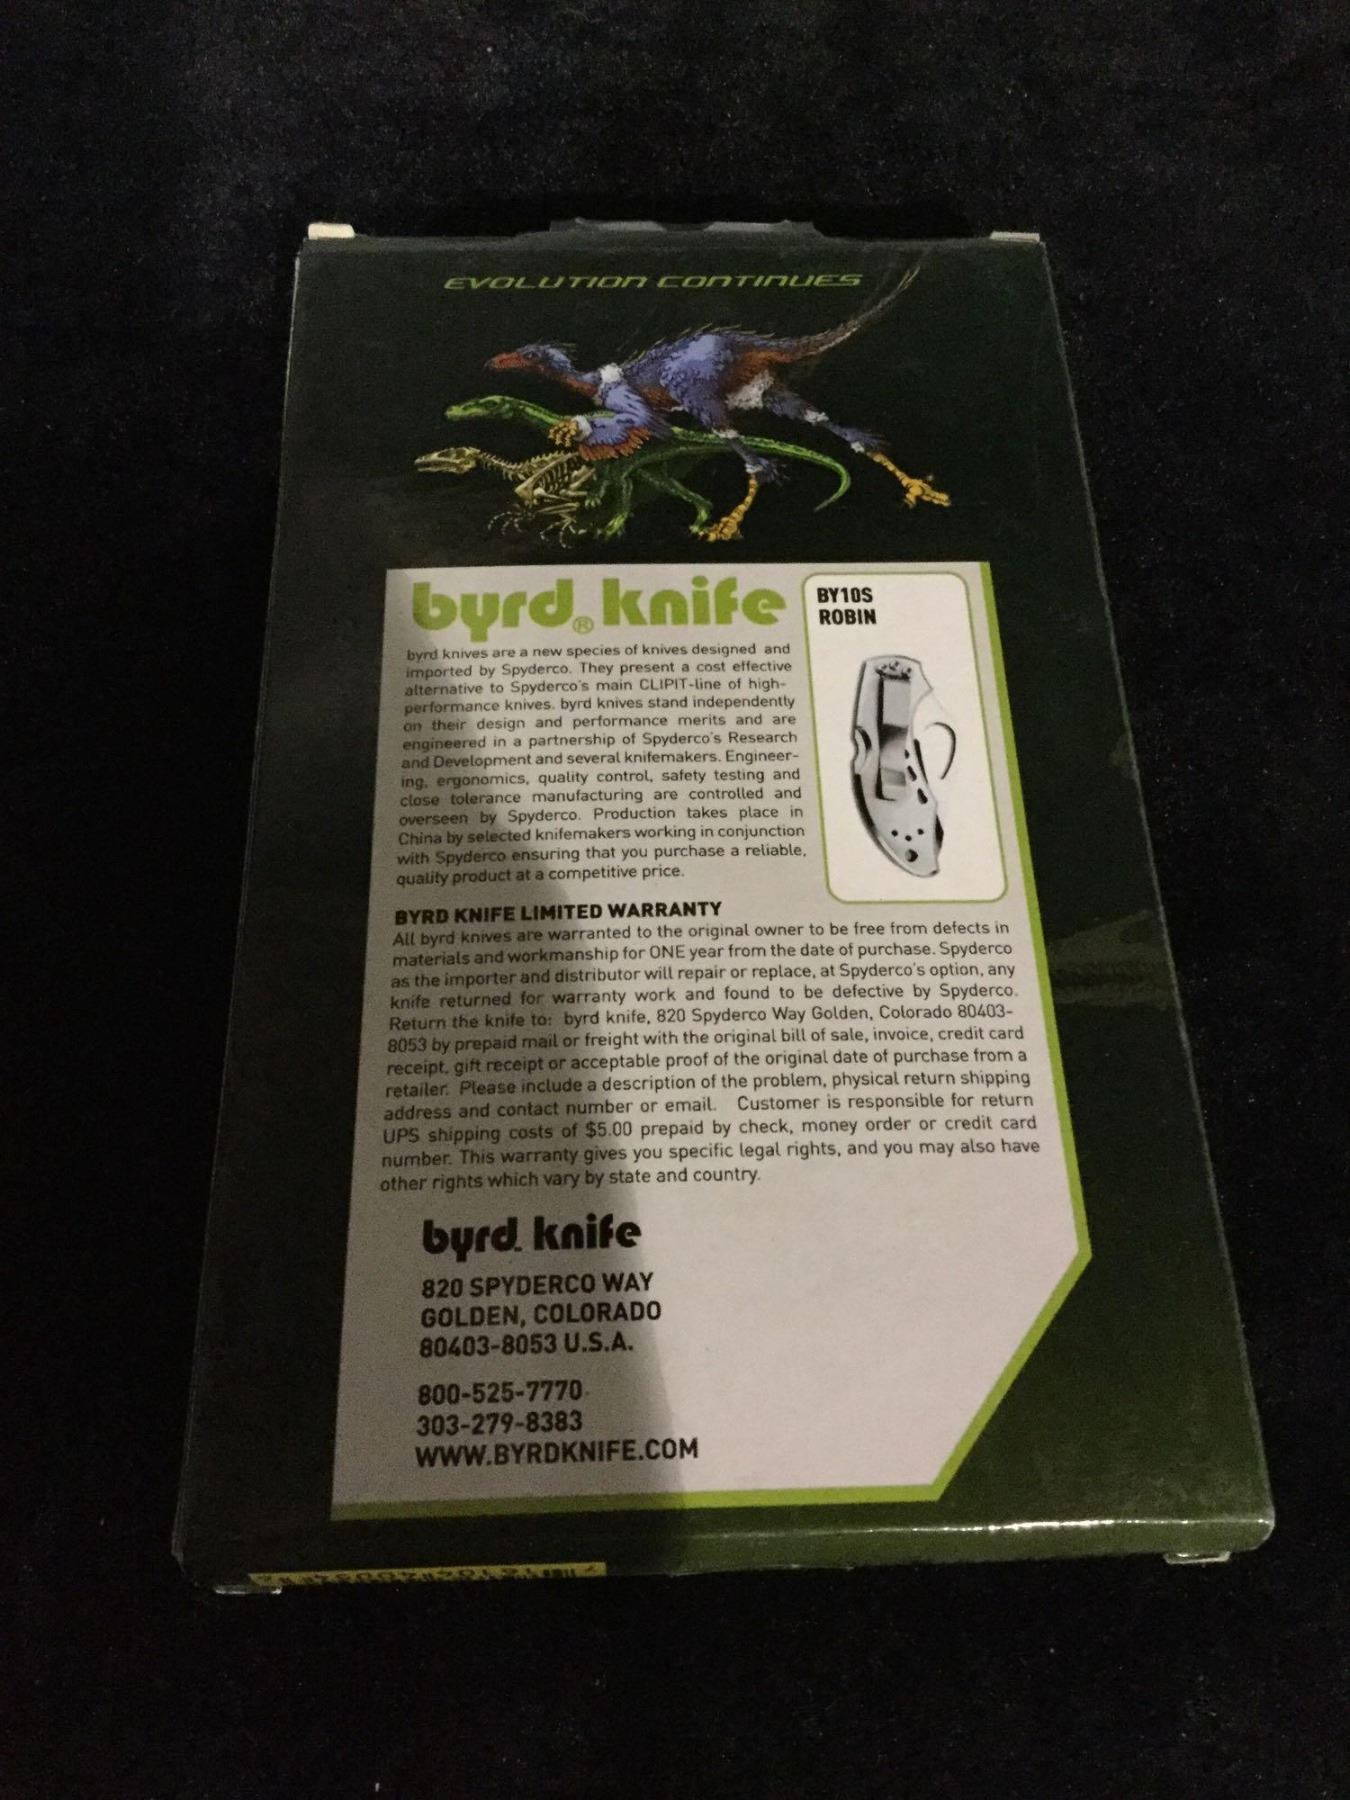 EVOLUTION CONTINUES
byrd® knife
BY10S
ROBIN
byrd knives are a new species of knives designed and
imported by Spyderco. They present a cost effective
alternative to Spyderco's main CLIPIT-line of high-
performance knives. byrd knives stand independently
on their design and performance merits and are
engineered in a partnership of Spyderco's Research
and Development and several knifemakers. Engineer-
ing, ergonomics, quality control, safety testing and
close tolerance manufacturing are controlled and
overseen by Spyderco. Production takes place in
China by selected knifemakers working in conjunction
with Spyderco ensuring that you purchase a reliable,
quality product at a competitive price.
BYRD KNIFE LIMITED WARRANTY
All byrd knives are warranted to the original owner to be free from defects in
materials and workmanship for ONE year from the date of purchase. Spyderco
as the importer and distributor will repair or replace, at Spyderco's option, any
knife returned for warranty work and found to be defective by Spyderco.
Return the knife to: byrd knife, 820 Spyderco Way Golden, Colorado 80403-
8053 by prepaid mail or freight with the original bill of sale, invoice, credit card
receipt, gift receipt or acceptable proof of the original date of purchase from a
retailer. Please include a description of the problem, physical return shipping
address and contact number or email. Customer is responsible for return
UPS shipping costs of $5.00 prepaid by check, money order or credit card
number. This warranty gives you specific legal rights, and you may also have
other rights which vary by state and country.
byrd. knife
820 SPYDERCO WAY
GOLDEN, COLORADO
80403-8053 U.S.A.
800-525-7770
303-279-8383
WWW.BYRDKNIFE.COM